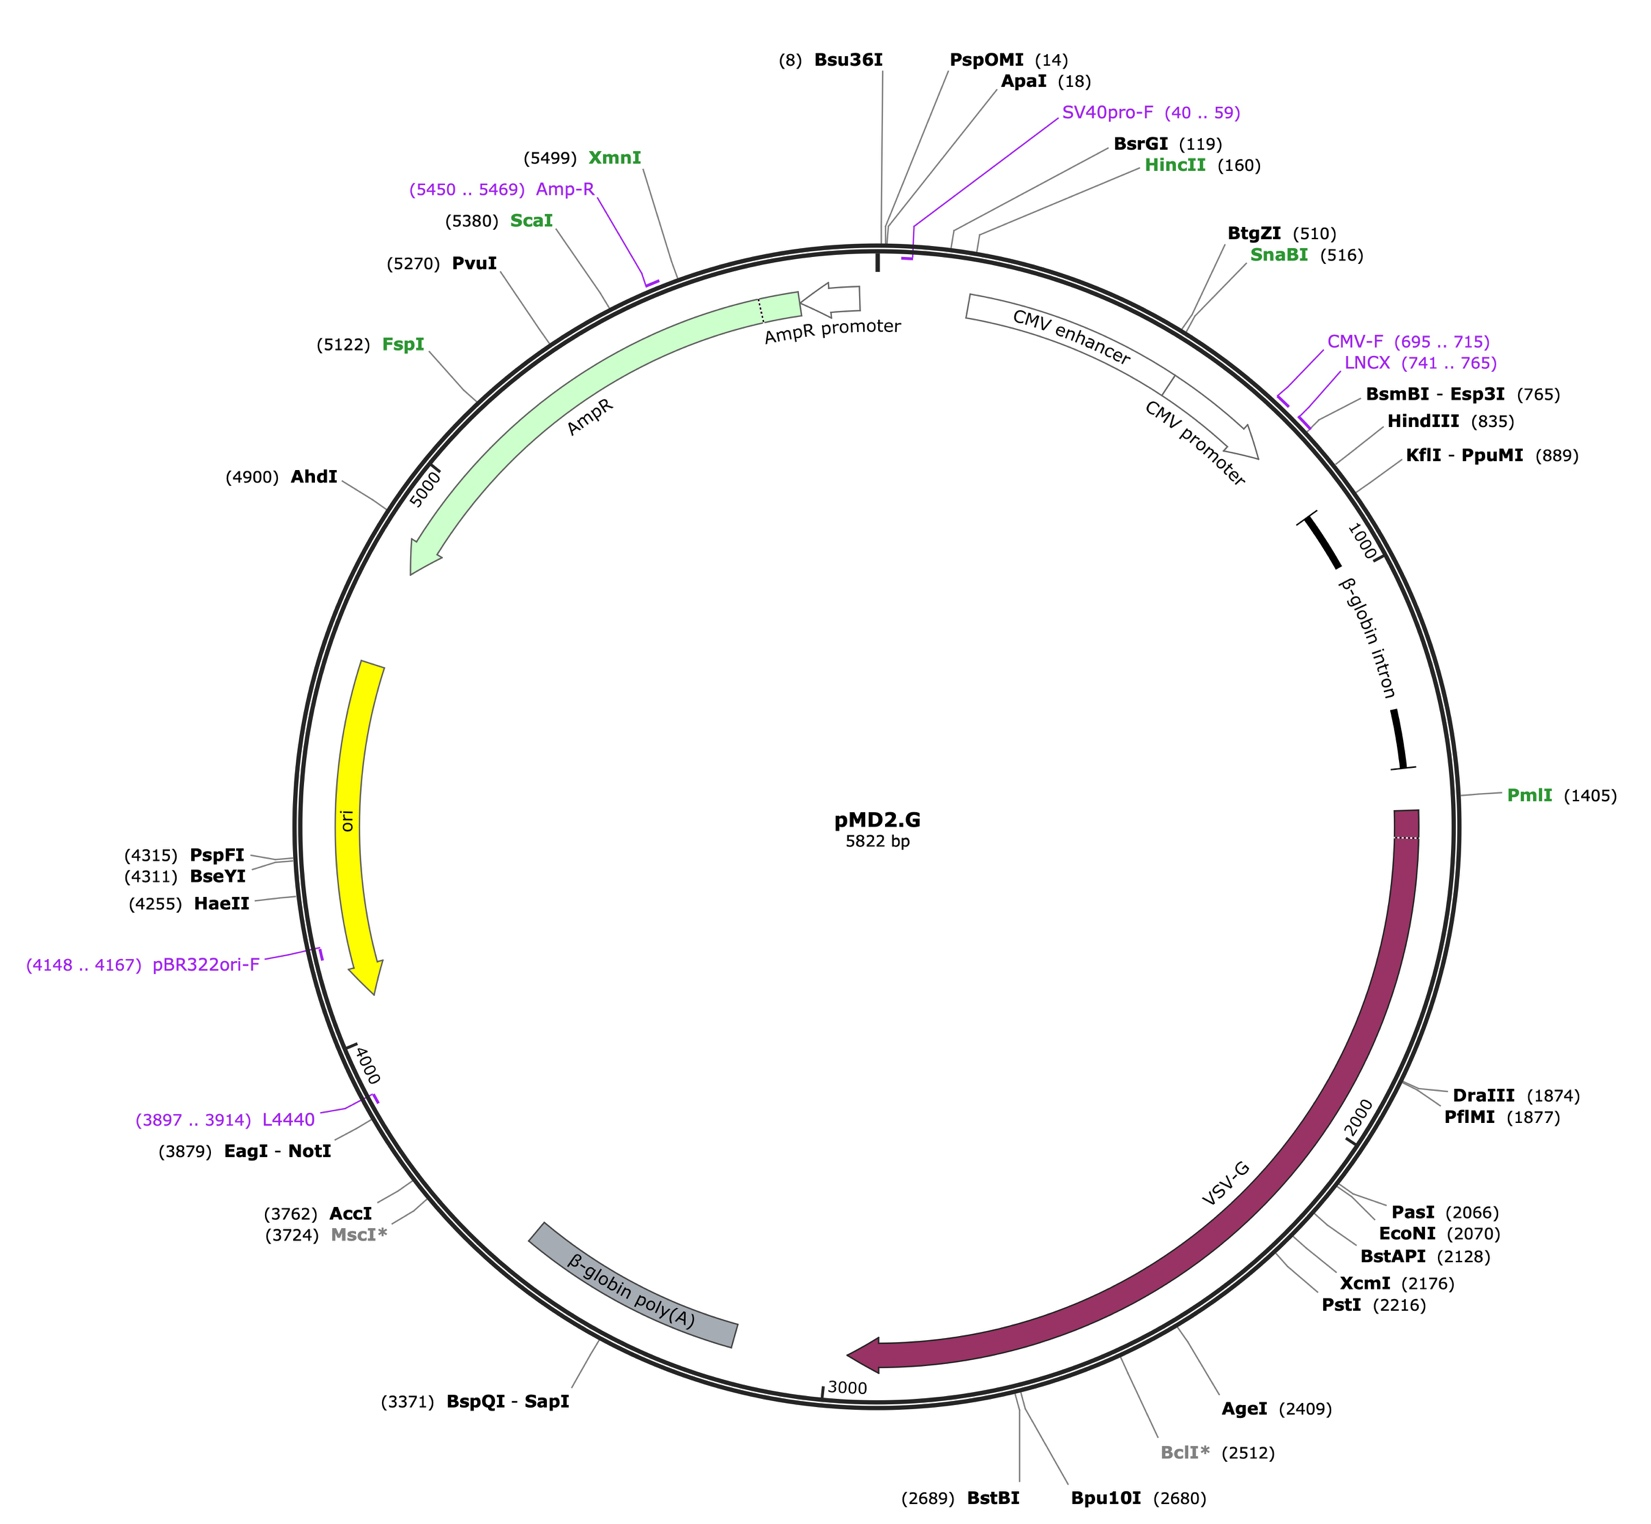 (8) Bsu36I
PspOMI (14)
ApaI (18)
SV40pro-F (40 .. 59)
BsrGI (119)
HincII (160)
BtgZI (510)
SnaBI (516)
CMV-F (695 .. 715)
LNCX (741 .. 765)
BsmBI - Esp3I (765)
HindIII (835)
KflI - PpuMI (889)
PmlI (1405)
DraIII (1874)
PflMI (1877)
PasI (2066)
EcoNI (2070)
BstAPI (2128)
XcmI (2176)
PstI (2216)
AgeI (2409)
BclI* (2512)
Bpu10I (2680)
(2689) BstBI
(3371) BspQI - SapI
(3724) MscI*
(3762) AccI
(3879) EagI - NotI
(3897 .. 3914) L4440
(4148 .. 4167) pBR322ori-F
(4255) HaeII
(4311) BseYI
(4315) PspFI
(4900) AhdI
(5122) FspI
(5270) PvuI
(5380) ScaI
(5450 .. 5469) Amp-R
(5499) XmnI
CMV enhancer
CMV promoter
1000
β-globin intron
2000
VSV-G
3000
β-globin poly(A)
4000
ori
5000
AmpR
AmpR promoter
pMD2.G
5822 bp